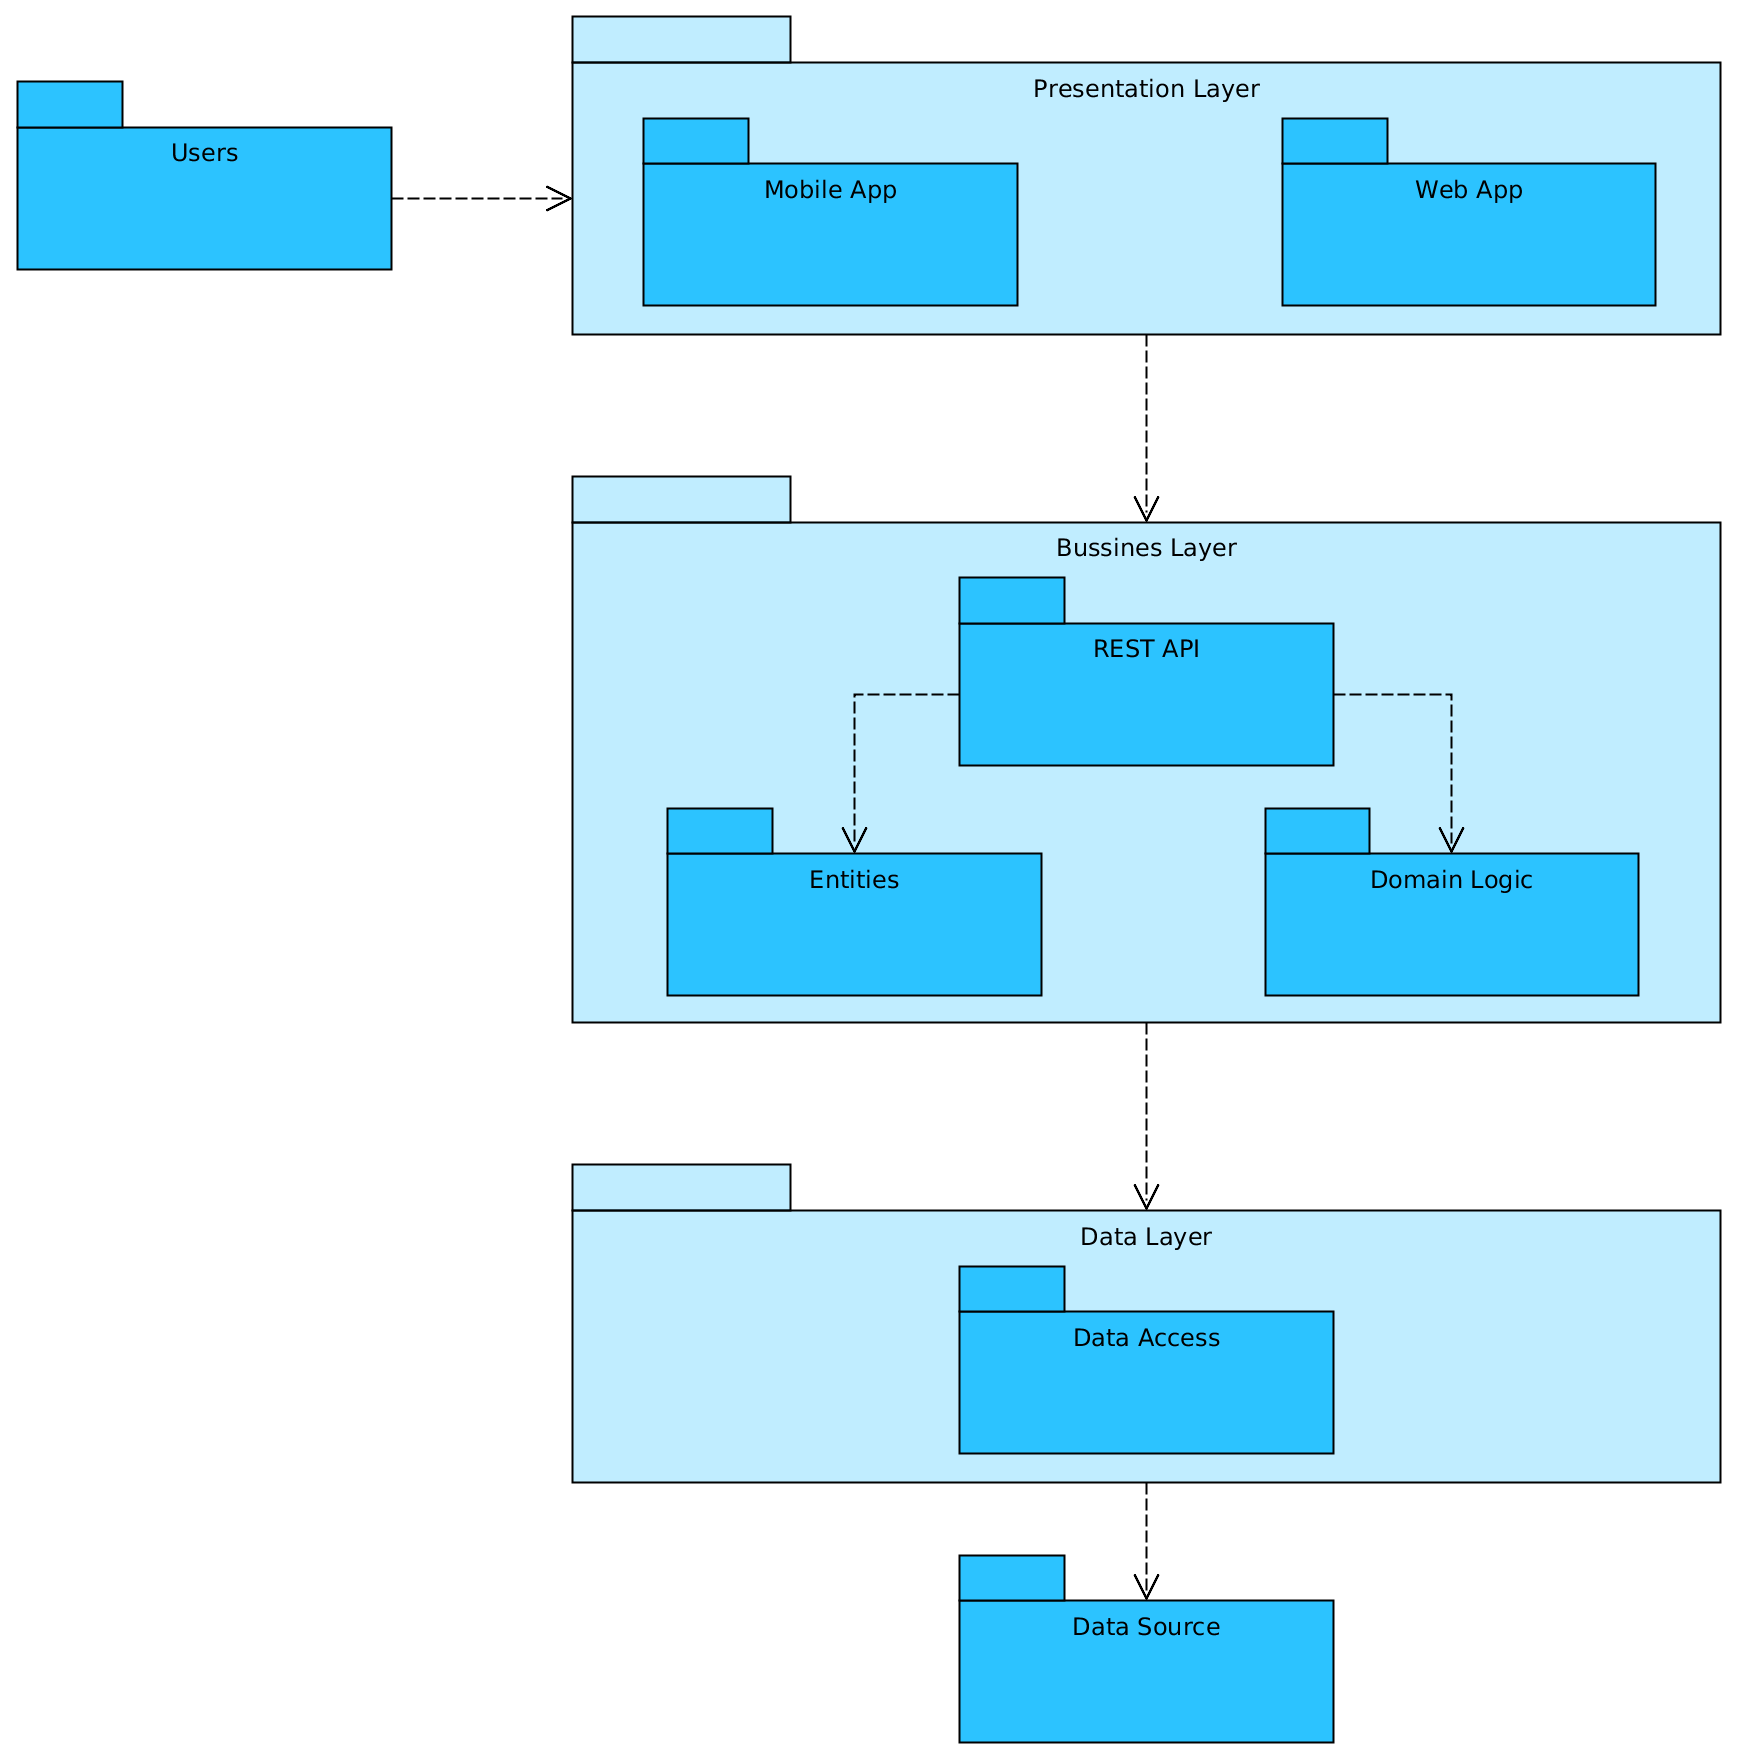 Presentation Layer
Users
Mobile App
Web App
Bussines Layer
REST API
Entities
Domain Logic
Data Layer
Data Access
Data Source